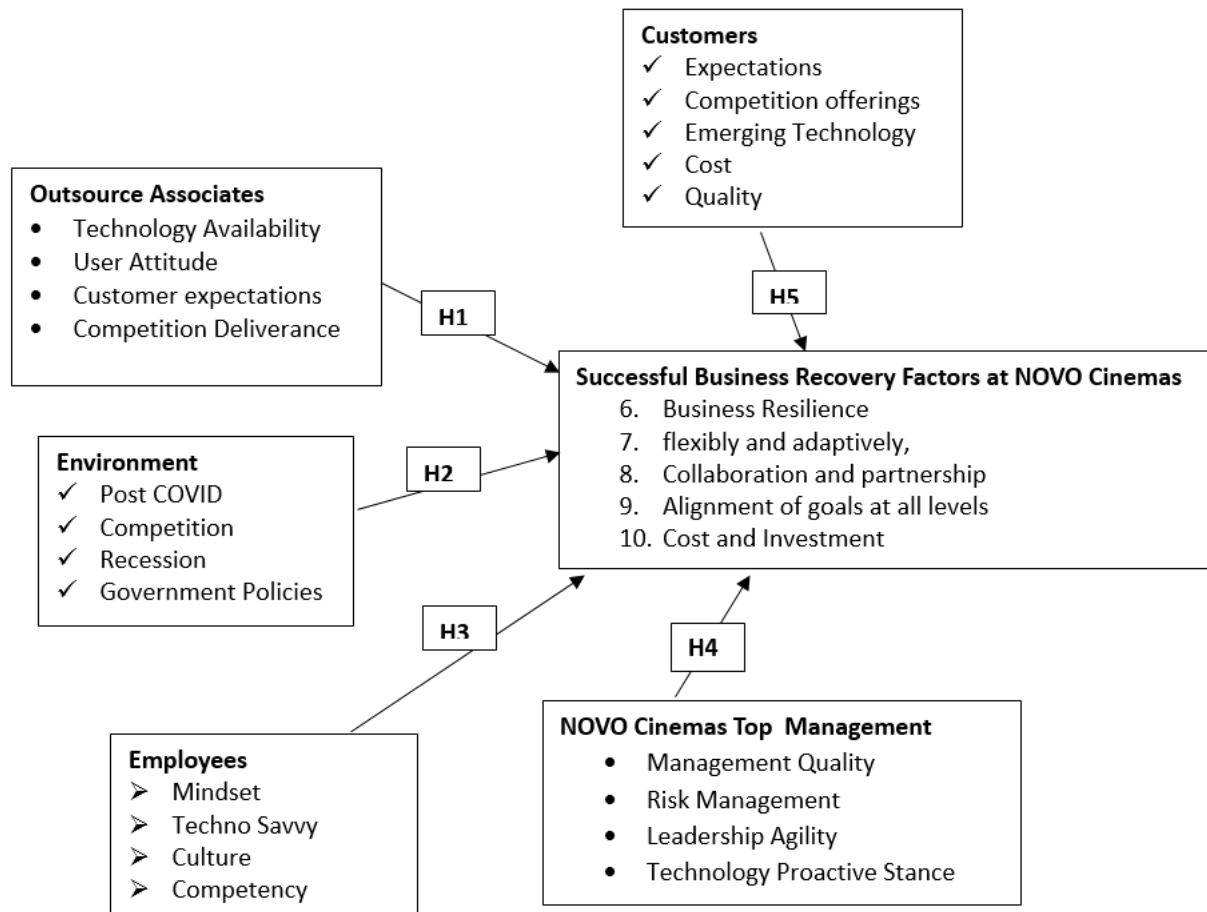 Customers
✓ Expectations
✓ Competition offerings
✓ Emerging Technology
✓ Cost
✓ Quality
Outsource Associates
• Technology Availability
• User Attitude
• Customer expectations
• Competition Deliverance
H1
H5
Successful Business Recovery Factors at NOVO Cinemas
6. Business Resilience
7. flexibly and adaptively,
8. Collaboration and partnership
9. Alignment of goals at all levels
10. Cost and Investment
Environment
✓ Post COVID
✓ Competition
✓ Recession
✓ Government Policies
H2
H3
H4
Employees
➢ Mindset
➢ Techno Savvy
➢ Culture
➢ Competency
NOVO Cinemas Top  Management
• Management Quality
• Risk Management
• Leadership Agility
• Technology Proactive Stance